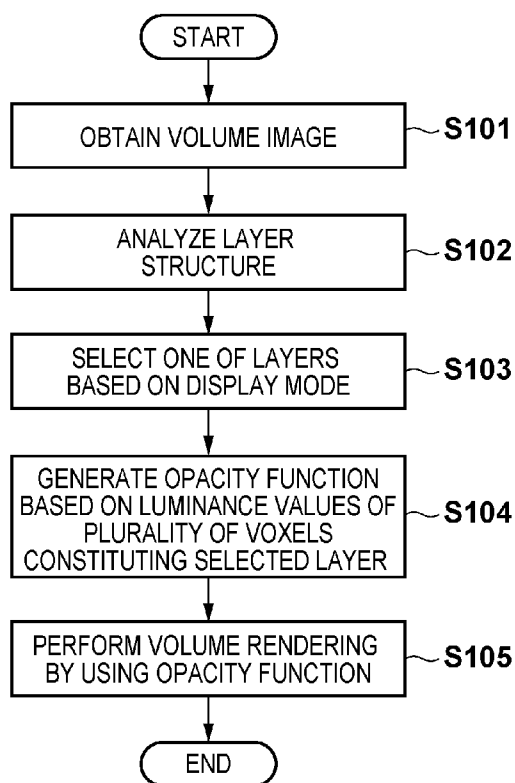 START
OBTAIN VOLUME IMAGE
S101
ANALYZE LAYER
STRUCTURE
S102
SELECT ONE OF LAYERS
BASED ON DISPLAY MODE
S103
GENERATE OPACITY FUNCTION
BASED ON LUMINANCE VALUES OF
PLURALITY OF VOXELS
CONSTITUTING SELECTED LAYER
S104
PERFORM VOLUME RENDERING
BY USING OPACITY FUNCTION
S105
END